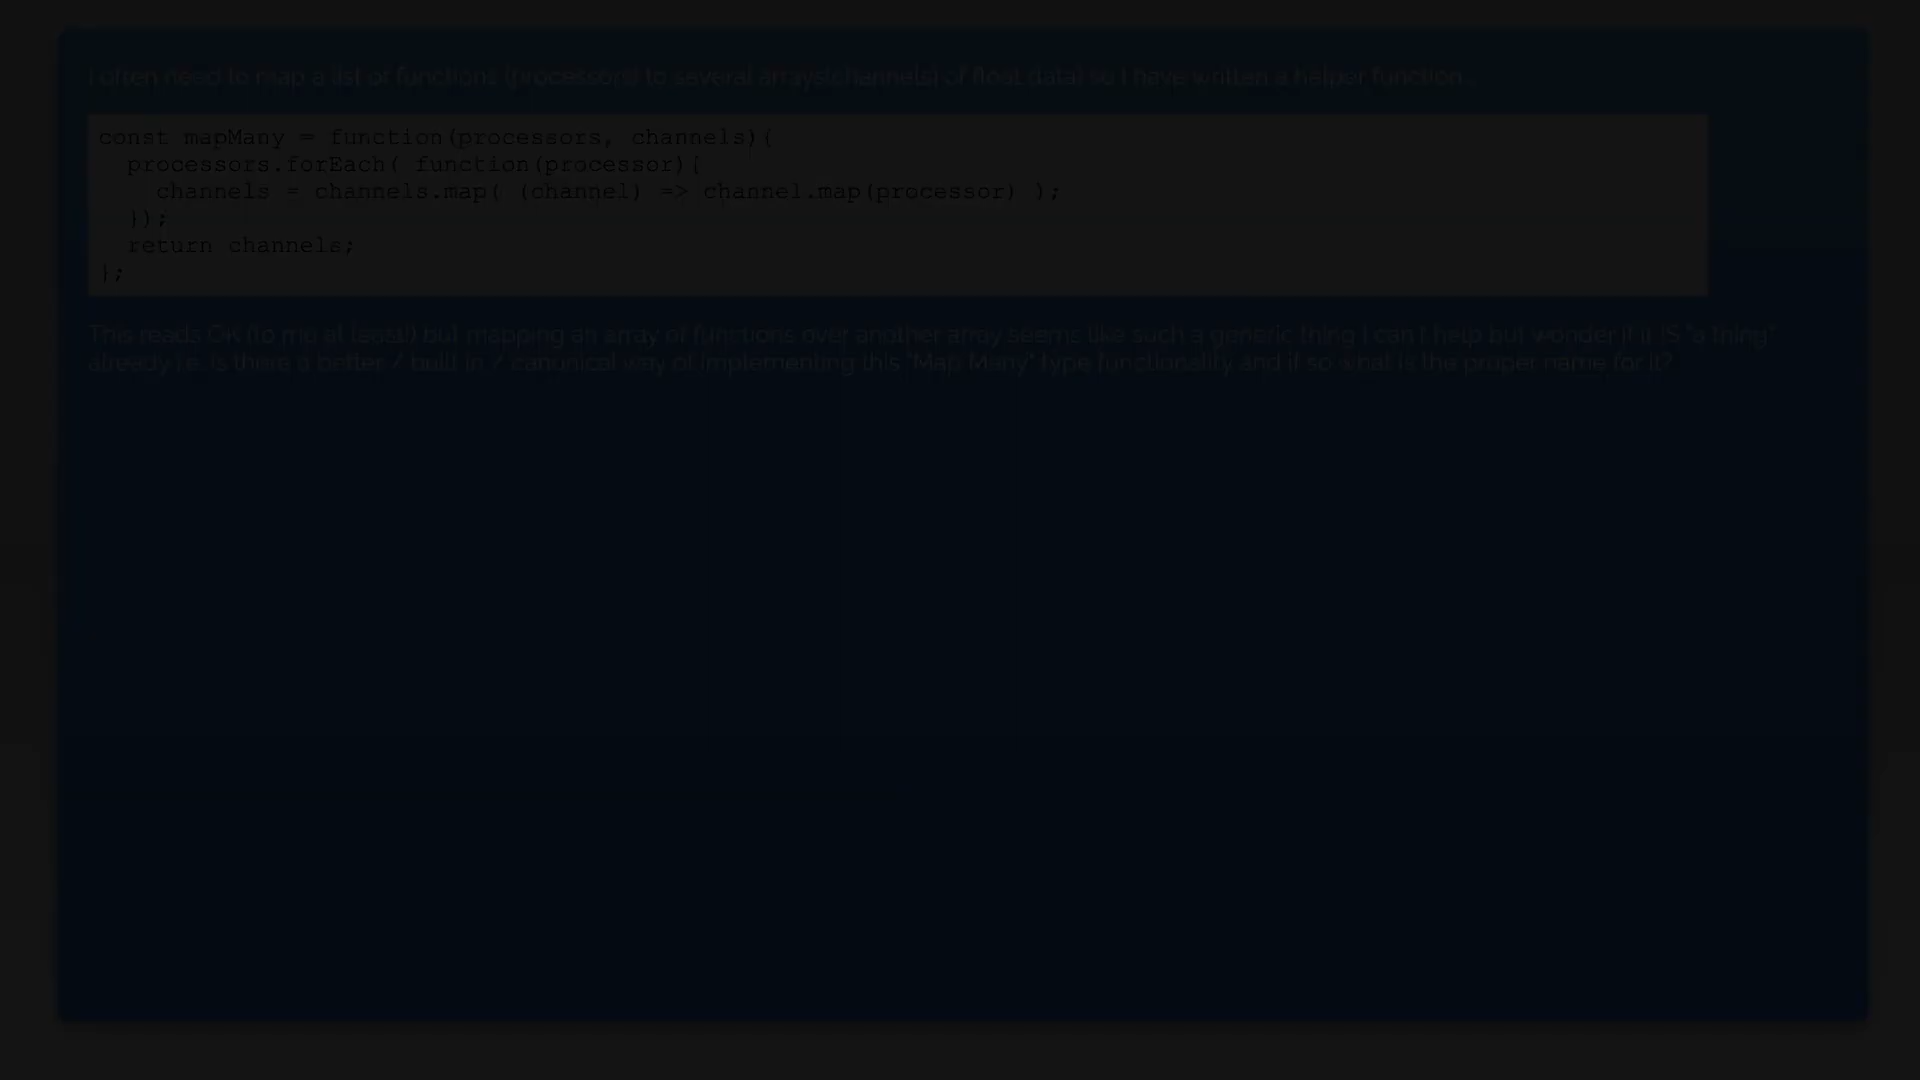 I often need to map a list of functions (processors) to several arrays(channels) of float data) so I have written a helper function...
const mapMany = function(processors, channels){
  processors.forEach( function(processor){
    channels = channels.map( (channel) => channel.map(processor) );
  });
  return channels;
};
This reads OK (to me at least!) but mapping an array of functions over another array seems like such a generic thing I can't help but wonder if it IS "a thing"
already i.e. is there a better / built in / canonical way of implementing this 'Map Many' type functionality and if so what is the proper name for it?